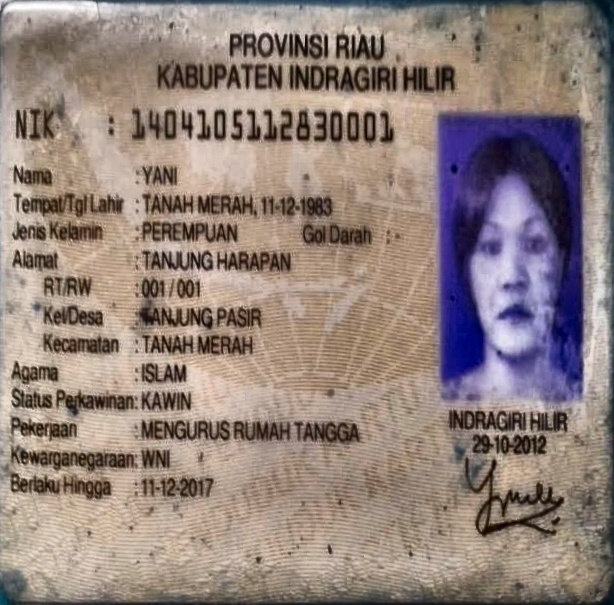 PROVINSI RIAU
KABUPATEN INDRAGIRI HILIR
NIK : 1404105112830001
Nama : YANI
Tempat/Tgl Lahir : TANAH MERAH, 11-12-1983
Jenis Kelamin : PEREMPUAN Gol Darah : -
Alamat : TANJUNG HARAPAN
RT/RW : 001 / 001
Kel/Desa : TANJUNG PASIR
Kecamatan : TANAH MERAH
Agama : ISLAM
Status Perkawinan: KAWIN
Pekerjaan : MENGURUS RUMAH TANGGA
Kewarganegaraan: WNI
Berlaku Hingga : 11-12-2017
INDRAGIRI HILIR
29-10-2012